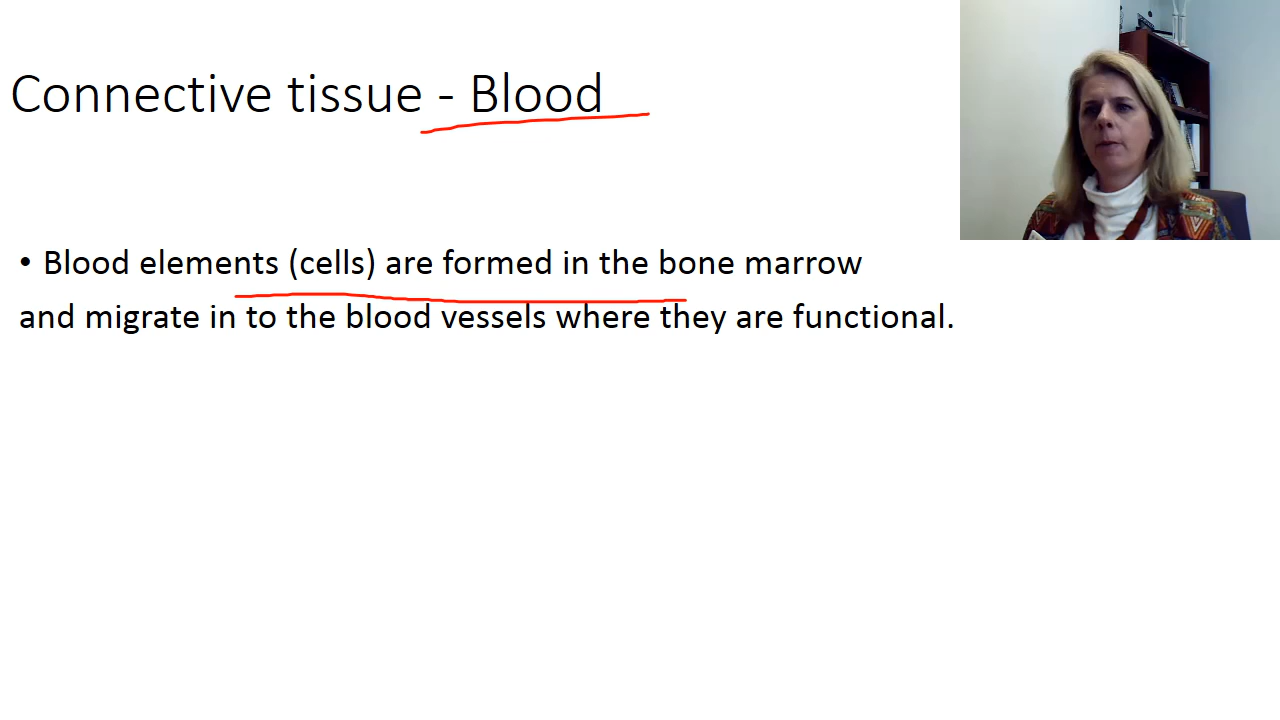 Connective tissue - Blood
• Blood elements (cells) are formed in the bone marrow
and migrate in to the blood vessels where they are functional.